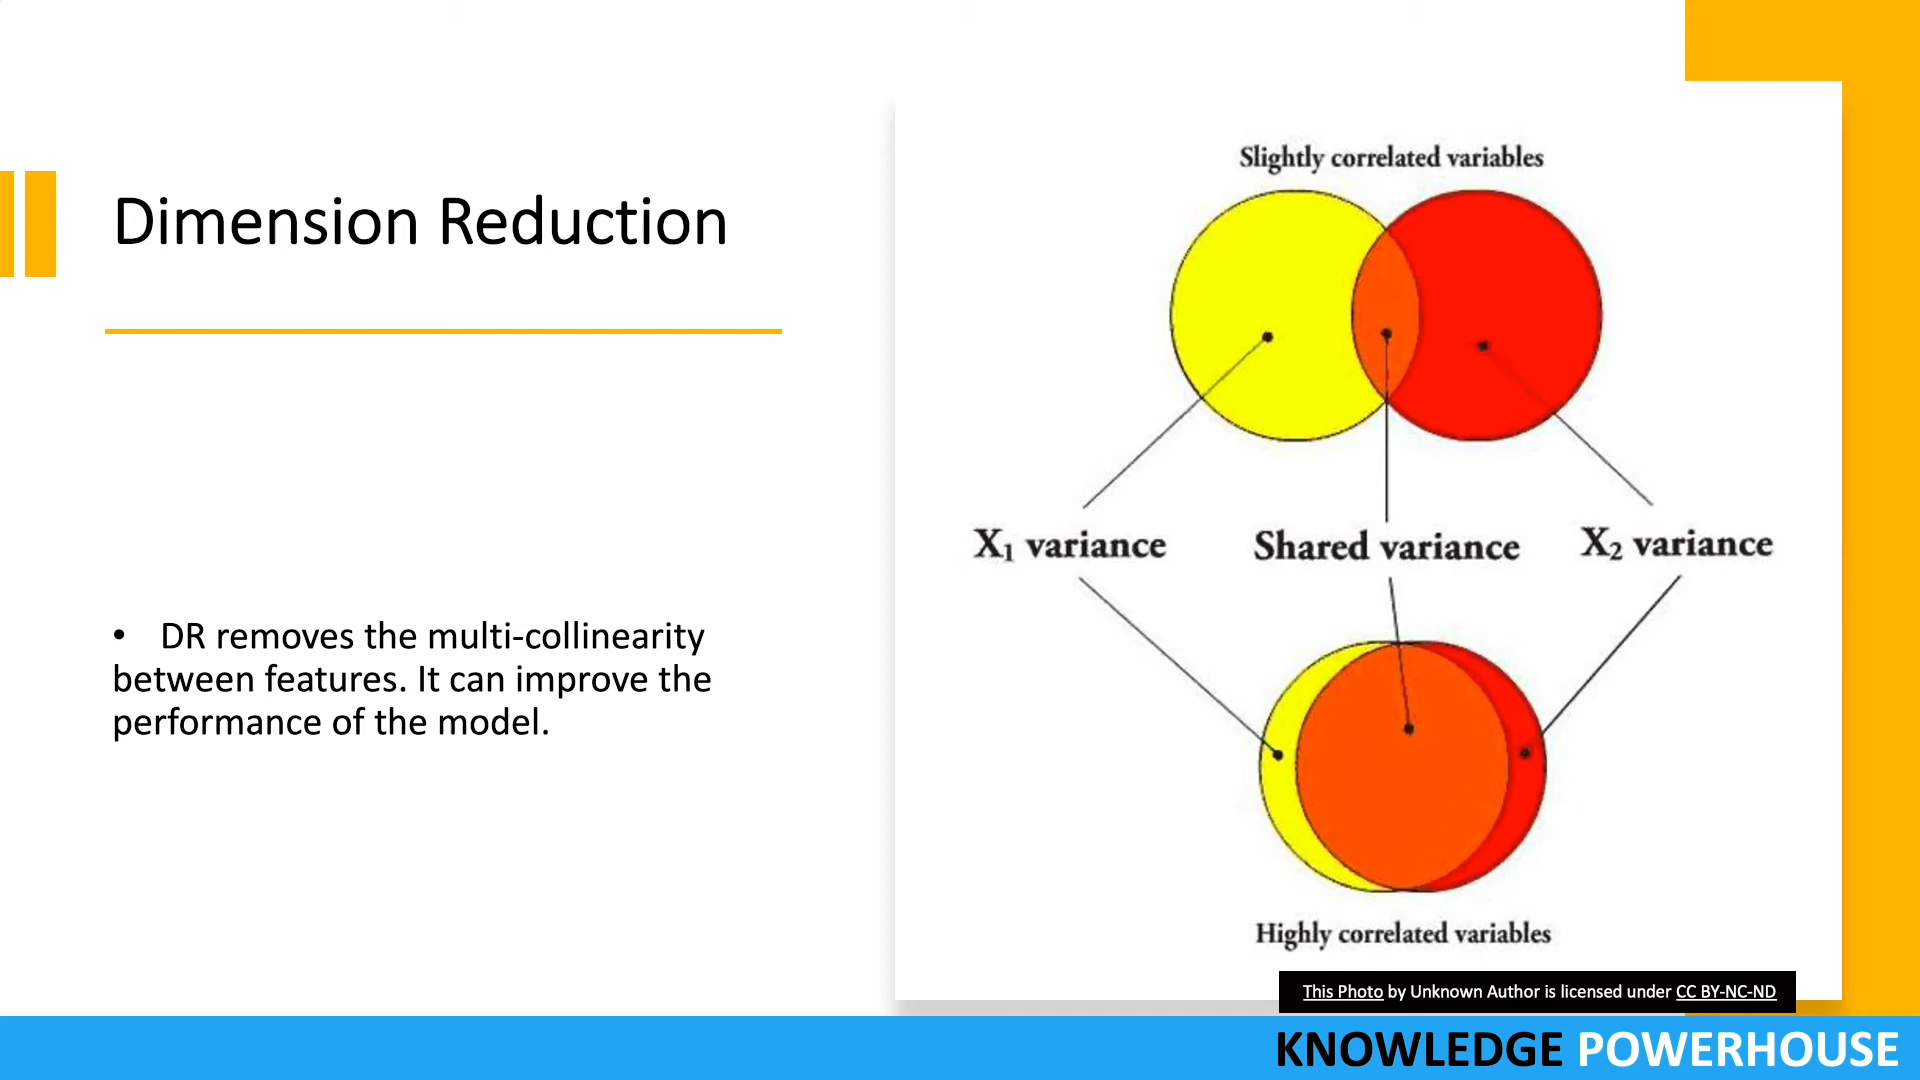 Dimension Reduction
• DR removes the multi-collinearity
between features. It can improve the
performance of the model.
Slightly correlated variables
X₁ variance
Shared variance
X₂ variance
Highly correlated variables
This Photo by Unknown Author is licensed under CC BY-NC-ND
KNOWLEDGE POWERHOUSE